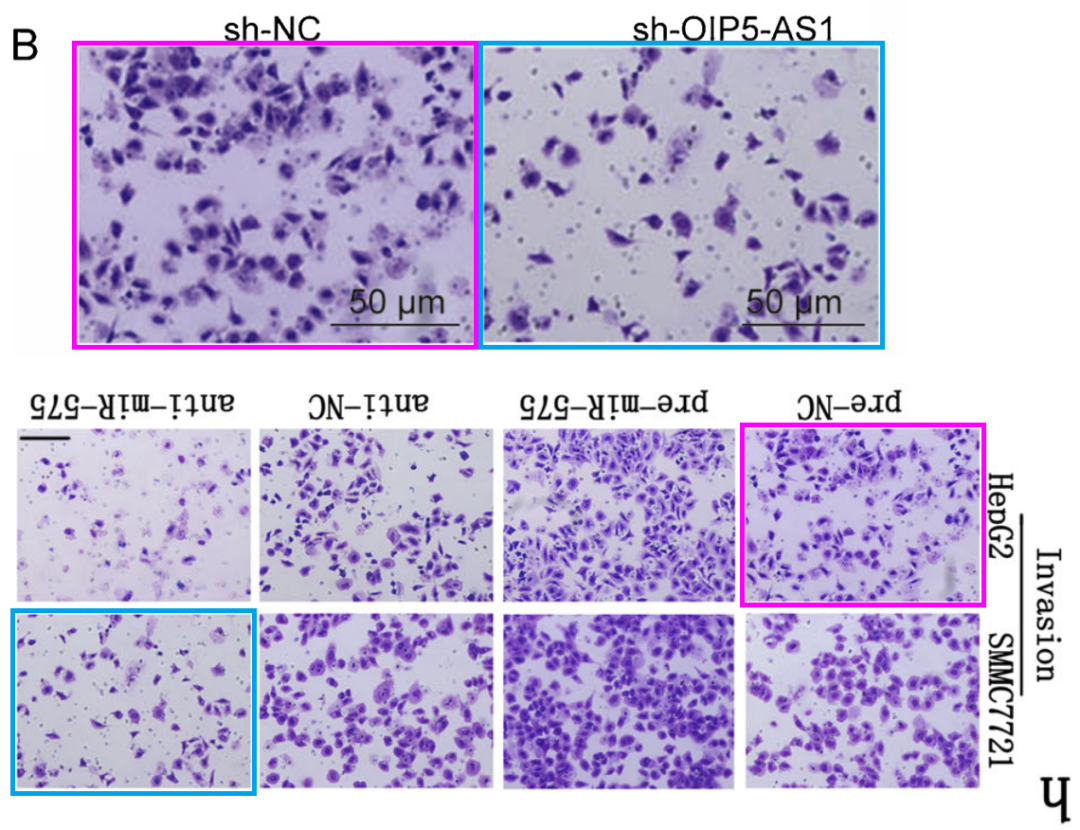 B
sh-NC
sh-OIP5-AS1
50 µm
50 µm
anti-miR-575
anti-NC
pre-miR-575
pre-NC
HepG2
SMMC7721
Invasion
h